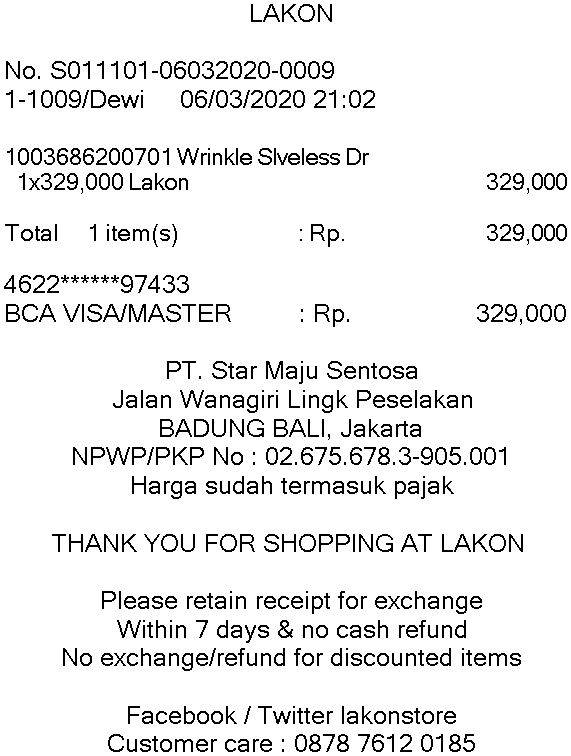 LAKON
No. S011101-06032020-0009
1-1009/Dewi 06/03/2020 21:02
1003686200701 Wrinkle Slveless Dr
1x329,000 Lakon 329,000
Total 1 item(s) : Rp. 329,000
4622******97433
BCA VISA/MASTER : Rp. 329,000
PT. Star Maju Sentosa
Jalan Wanagiri Lingk Peselakan
BADUNG BALI, Jakarta
NPWP/PKP No : 02.675.678.3-905.001
Harga sudah termasuk pajak
THANK YOU FOR SHOPPING AT LAKON
Please retain receipt for exchange
Within 7 days & no cash refund
No exchange/refund for discounted items
Facebook / Twitter lakonstore
Customer care : 0878 7612 0185